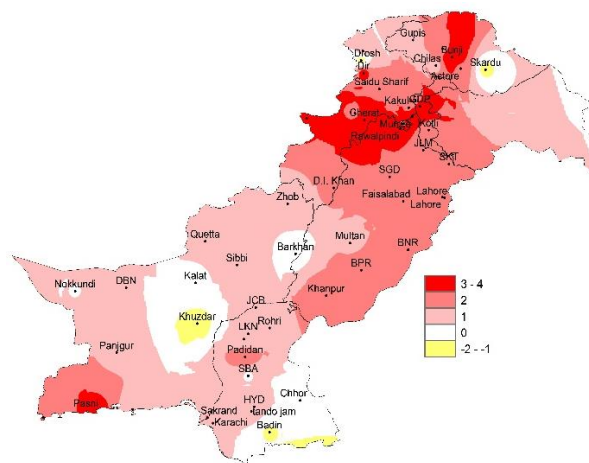 Gupis
Drosh
Dir
Chilas
Bunji
Skardu
Astore
Saidu Sharif
Kakul
GDP
Cherat
Kotli
Rawalpindi
JLM
SKT
SGD
D.I. Khan
Faisalabad
Lahore
Lahore
Zhob
Quetta
Multan
Barkhan
BNR
Sibbi
BPR
Kalat
DBN
Nokkundi
Khanpur
3 - 4
2
1
0
-2 - -1
JCB
Khuzdar
LKN
Rohri
Panjgur
Padidan
SBA
Chhor
HYD
Pasni
Sakrand
tando jam
Karachi
Badin